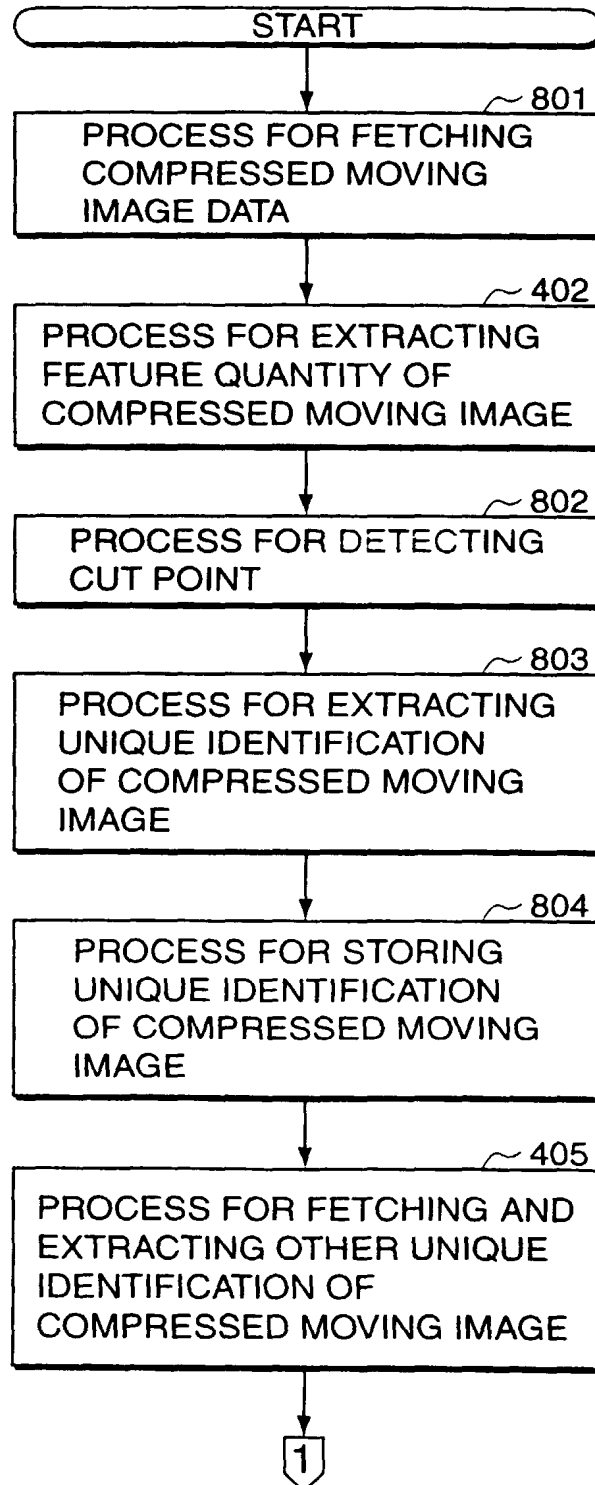 START
801
PROCESS FOR FETCHING
COMPRESSED MOVING
IMAGE DATA
402
PROCESS FOR EXTRACTING
FEATURE QUANTITY OF
COMPRESSED MOVING IMAGE
802
PROCESS FOR DETECTING
CUT POINT
803
PROCESS FOR EXTRACTING
UNIQUE IDENTIFICATION
OF COMPRESSED MOVING
IMAGE
804
PROCESS FOR STORING
UNIQUE IDENTIFICATION
OF COMPRESSED MOVING
IMAGE
405
PROCESS FOR FETCHING AND
EXTRACTING OTHER UNIQUE
IDENTIFICATION OF
COMPRESSED MOVING IMAGE
1